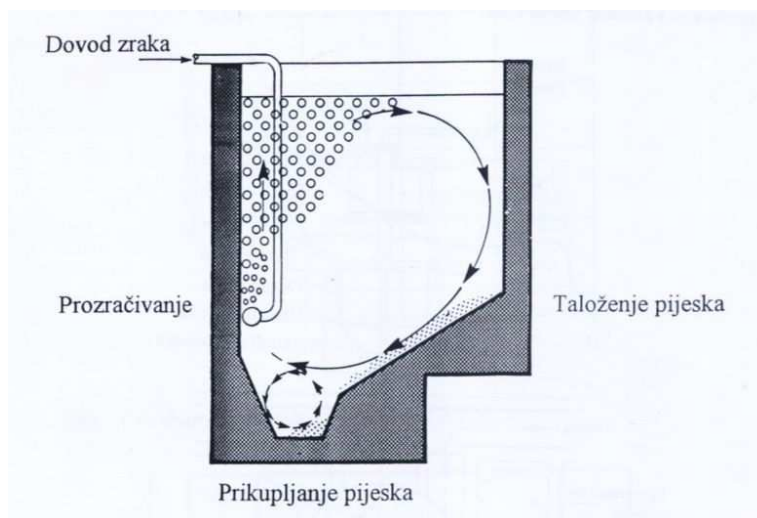 Dovod zraka
Prozračivanje
Taloženje pijeska
Prikupljanje pijeska